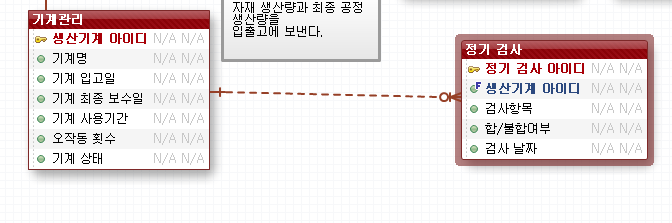 자재 생산량과 최종 공정
생산량을
입출고에 보낸다.
기계관리
생산기계 아이디 N/A N/A
기계명 N/A N/A
기계 입고일 N/A N/A
기계 최종 보수일 N/A N/A
기계 사용기간 N/A N/A
오작동 횟수 N/A N/A
기계 상태 N/A N/A
정기 검사
정기 검사 아이디 N/A N/A
F 생산기계 아이디 N/A N/A
검사항목 N/A N/A
합/불합여부 N/A N/A
검사 날짜 N/A N/A